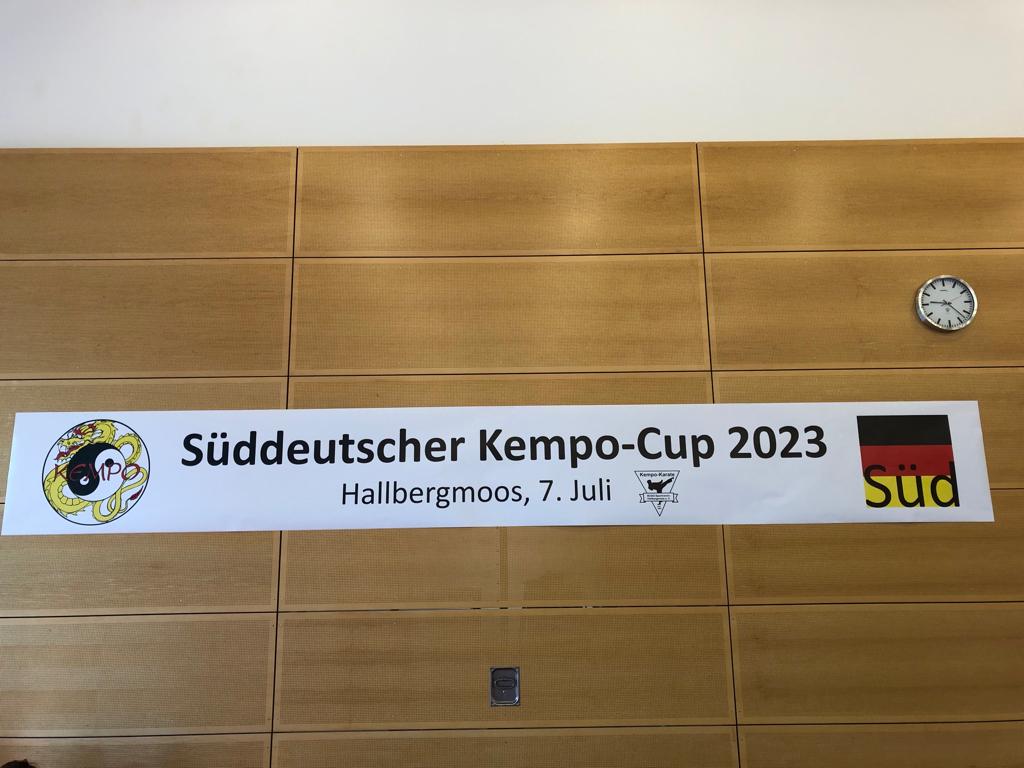 KEMPO
Süddeutscher Kempo-Cup 2023
Hallbergmoos, 7. Juli
Kempo-Karate
Süd